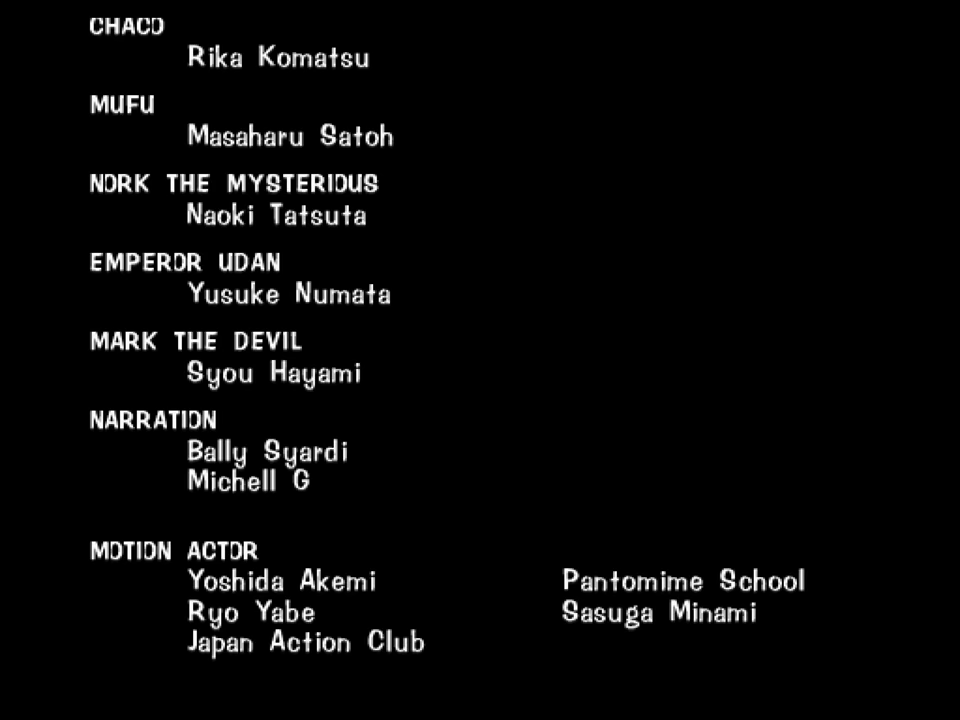 CHACO
Rika Komatsu
MUFU
Masaharu Satoh
NORK THE MYSTERIOUS
Naoki Tatsuta
EMPEROR UDAN
Yusuke Numata
MARK THE DEVIL
Syou Hayami
NARRATION
Bally Syardi
Michell G
MOTION ACTOR
Yoshida Akemi Pantomime School
Ryo Yabe Sasuga Minami
Japan Action Club